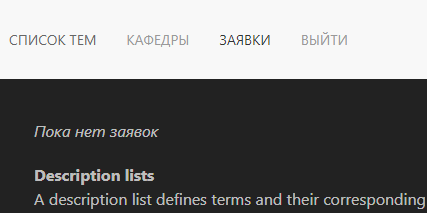 СПИСОК ТЕМ КАФЕДРЫ ЗАЯВКИ ВЫЙТИ
Пока нет заявок
Description lists
A description list defines terms and their corresponding